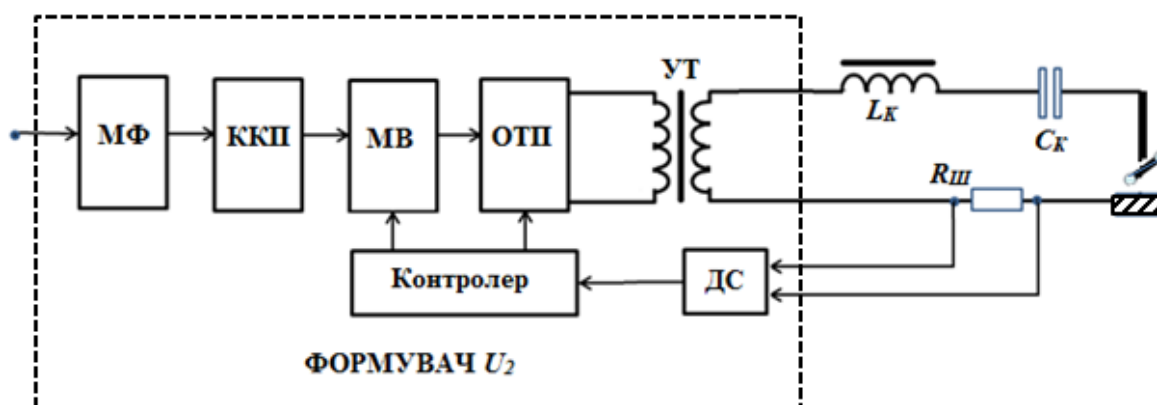 УТ
МФ
ККП
МВ
ОТП
LК
CК
RШ
Контролер
ДС
ФОРМУВАЧ U2